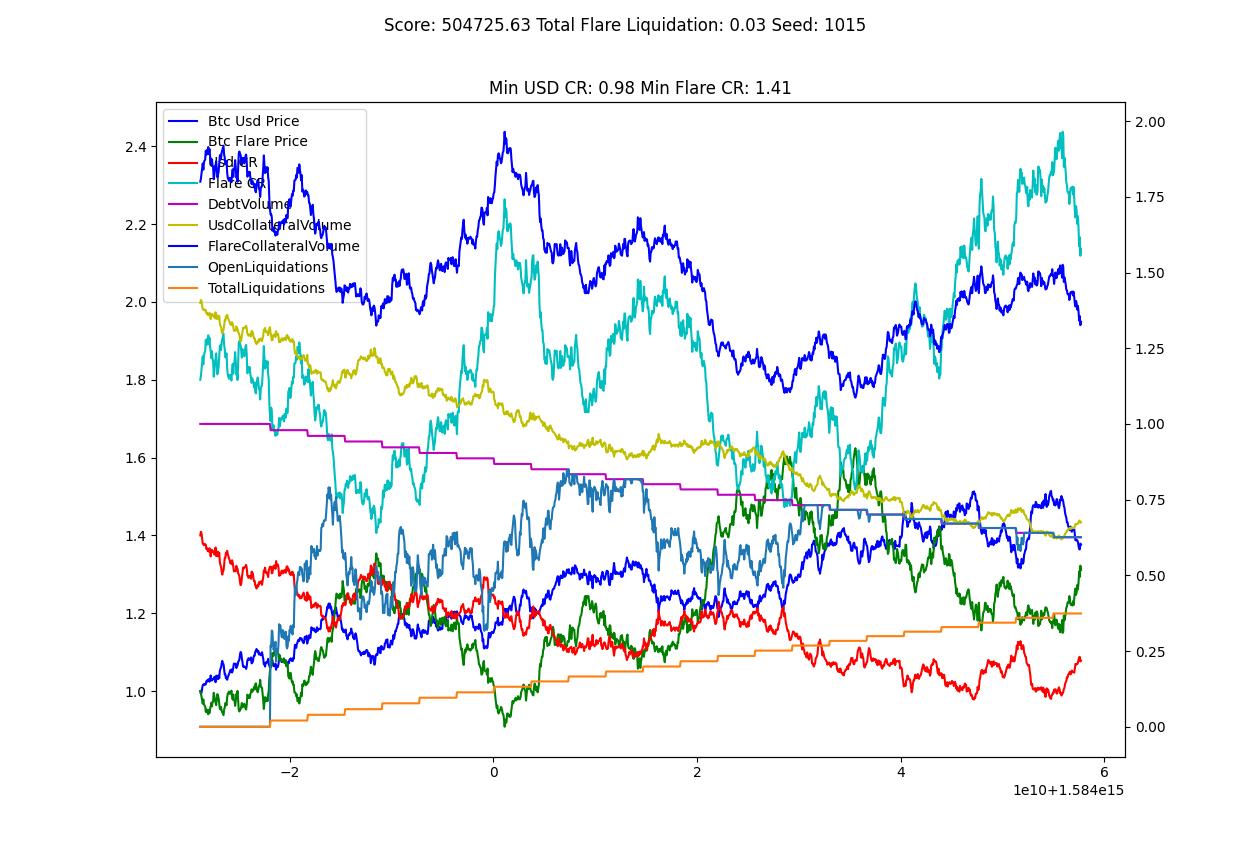 Score: 504725.63 Total Flare Liquidation: 0.03 Seed: 1015
Min USD CR: 0.98 Min Flare CR: 1.41
Btc Usd Price
Btc Flare Price
Usd CR
Flare CR
DebtVolume
UsdCollateralVolume
FlareCollateralVolume
OpenLiquidations
TotalLiquidations
2.4
2.2
2.0
1.8
1.6
1.4
1.2
1.0
2.00
1.75
1.50
1.25
1.00
0.75
0.50
0.25
0.00
−2 0 2 4 6
1e10+1.584e15